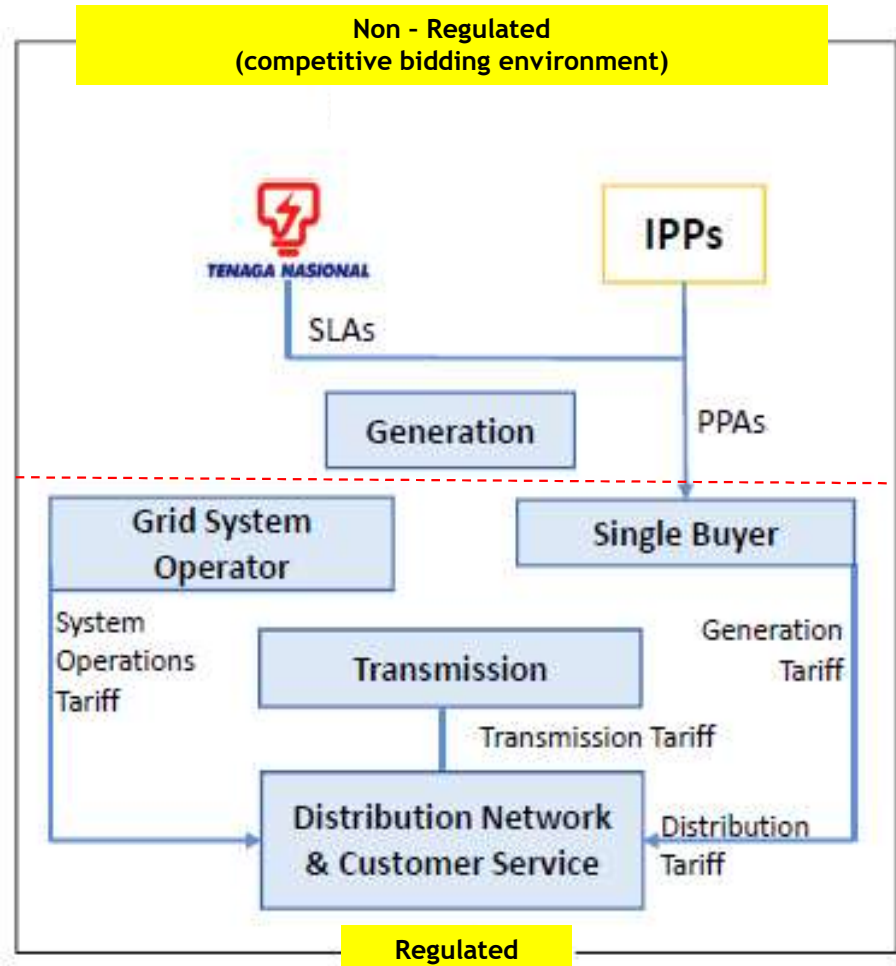 Non - Regulated
(competitive bidding environment)
TENAGA NASIONAL
IPPs
SLAs
Generation
PPAs
Grid System
Operator
Single Buyer
System
Operations
Tariff
Generation
Tariff
Transmission
Transmission Tariff
Distribution Network
& Customer Service
Distribution
Tariff
Regulated